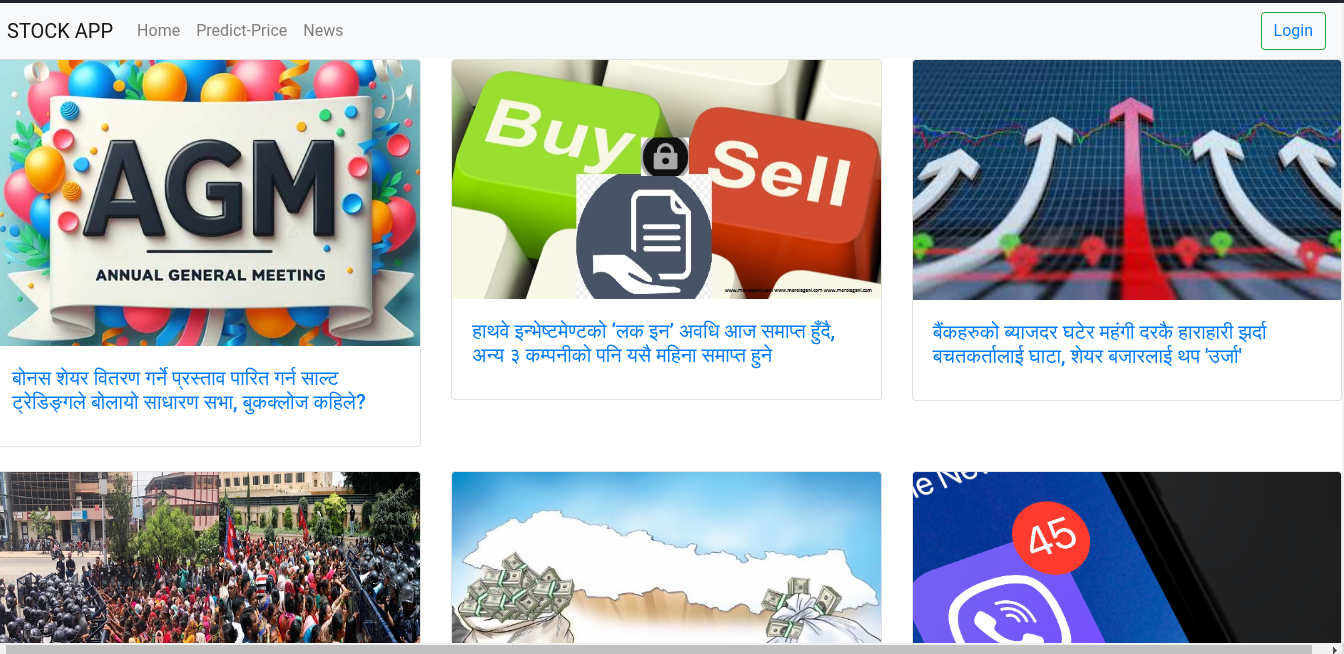 STOCK APP
Home
Predict-Price
News
Login
AGM
ANNUAL GENERAL MEETING
बोनस शेयर वितरण गर्ने प्रस्ताव पारित गर्न साल्ट
ट्रेडिङ्गले बोलायो साधारण सभा, बुकक्लोज कहिले?
Buy
Sell
www.merolagani.com www.merolagani.com www.merolagani.com
हाथवे इन्भेष्टमेण्टको ‘लक इन’ अवधि आज समाप्त हुँदै,
अन्य ३ कम्पनीको पनि यसै महिना समाप्त हुने
बैंकहरुको ब्याजदर घटेर महंगी दरकै हाराहारी झर्दा
बचतकर्तालाई घाटा, शेयर बजारलाई थप 'उर्जा'
45